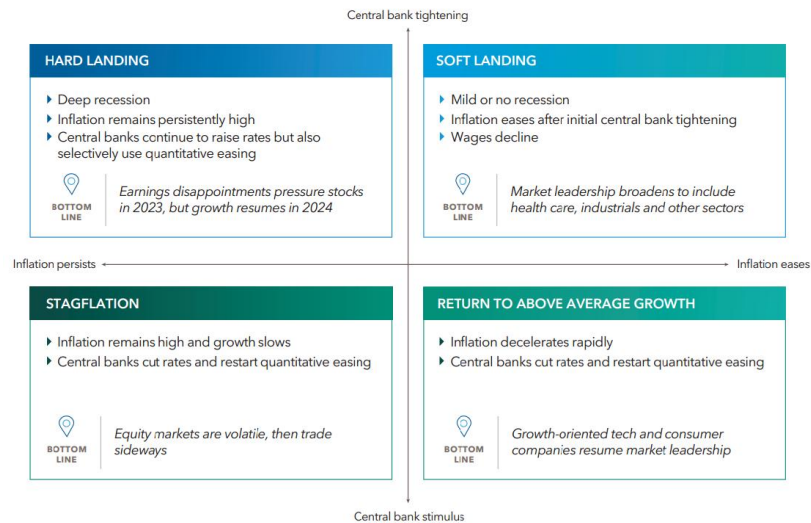 Central bank tightening
HARD LANDING
Deep recession
Inflation remains persistently high
Central banks continue to raise rates but also
selectively use quantitative easing
BOTTOM
LINE
Earnings disappointments pressure stocks
in 2023, but growth resumes in 2024
SOFT LANDING
Mild or no recession
Inflation eases after initial central bank tightening
Wages decline
BOTTOM
LINE
Market leadership broadens to include
health care, industrials and other sectors
Inflation persists
Inflation eases
STAGFLATION
Inflation remains high and growth slows
Central banks cut rates and restart quantitative easing
BOTTOM
LINE
Equity markets are volatile, then trade
sideways
RETURN TO ABOVE AVERAGE GROWTH
Inflation decelerates rapidly
Central banks cut rates and restart quantitative easing
BOTTOM
LINE
Growth-oriented tech and consumer
companies resume market leadership
Central bank stimulus